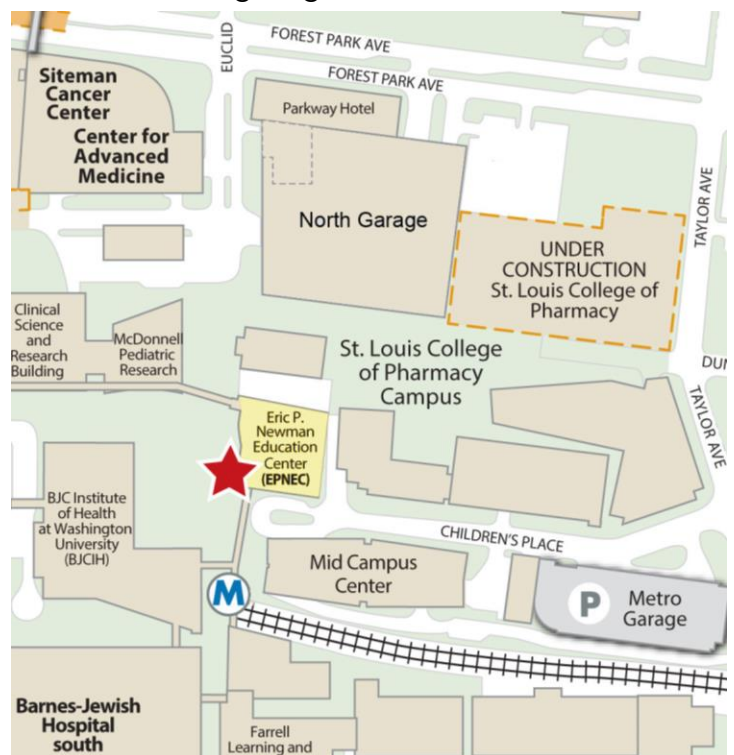 EUCLID
FOREST PARK AVE
FOREST PARK AVE
Siteman
Cancer
Center
Center for
Advanced
Medicine
Parkway Hotel
North Garage
TAYLOR AVE
UNDER
CONSTRUCTION
St. Louis College of
Pharmacy
Clinical
Science
and
Research
Building
McDonnell
Pediatric
Research
St. Louis College
of Pharmacy
Campus
DUN
TAYLOR AVE
Eric P.
Newman
Education
Center
(EPNEC)
BJC Institute
of Health
at Washington
University
(BJCIH)
CHILDREN'S PLACE
Mid Campus
Center
M
P
Metro
Garage
Barnes-Jewish
Hospital
south
Farrell
Learning and